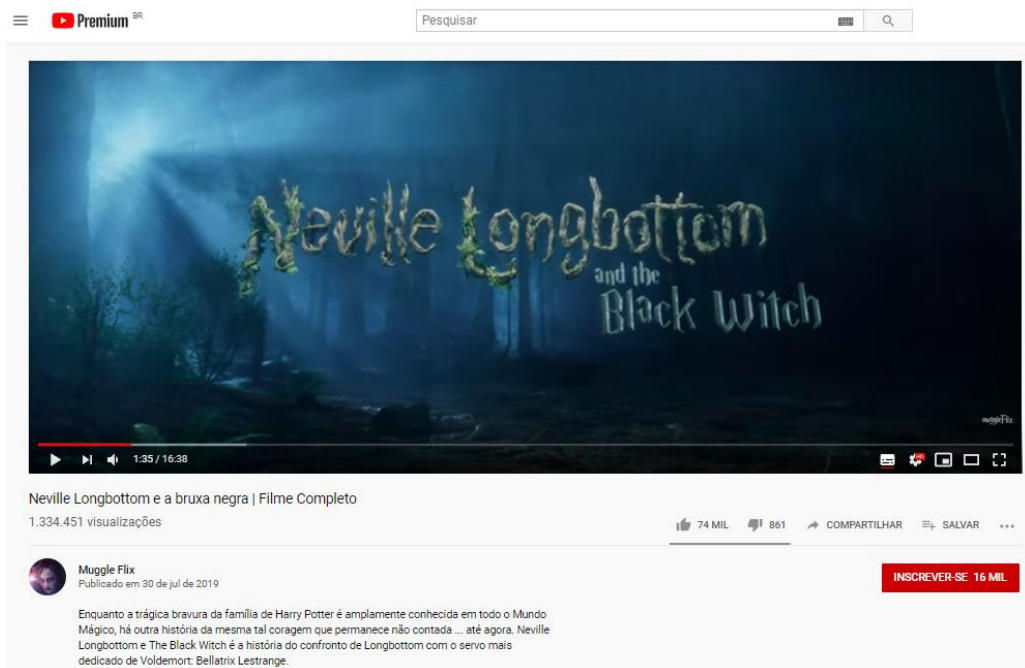 Premium BR
Pesquisar
Neville Longbottom
and the
Black Witch
muggleFlix
1:35 / 16:38
HD
Neville Longbottom e a bruxa negra | Filme Completo
1.334.451 visualizações
74 MIL 861 COMPARTILHAR SALVAR
Muggle Flix
Publicado em 30 de jul de 2019
INSCREVER-SE 16 MIL
Enquanto a trágica bravura da família de Harry Potter é amplamente conhecida em todo o Mundo
Mágico, há outra história da mesma tal coragem que permanece não contada ... até agora. Neville
Longbottom e The Black Witch é a história do confronto de Longbottom com o servo mais
dedicado de Voldemort: Bellatrix Lestrange.